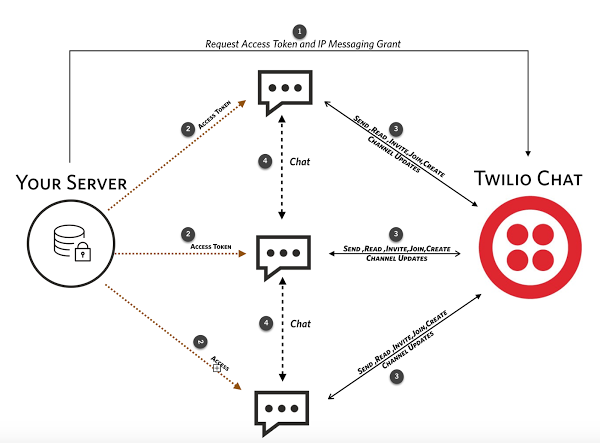 1
Request Access Token and IP Messaging Grant
2
Access Token
3
Send ,Read ,Invite,Join,Create
Channel Updates
4
Chat
Your Server
Twilio Chat
2
Access Token
3
Send ,Read ,Invite,Join,Create
Channel Updates
4
Chat
2
Access
Send ,Read ,Invite,Join,Create
Channel Updates
3